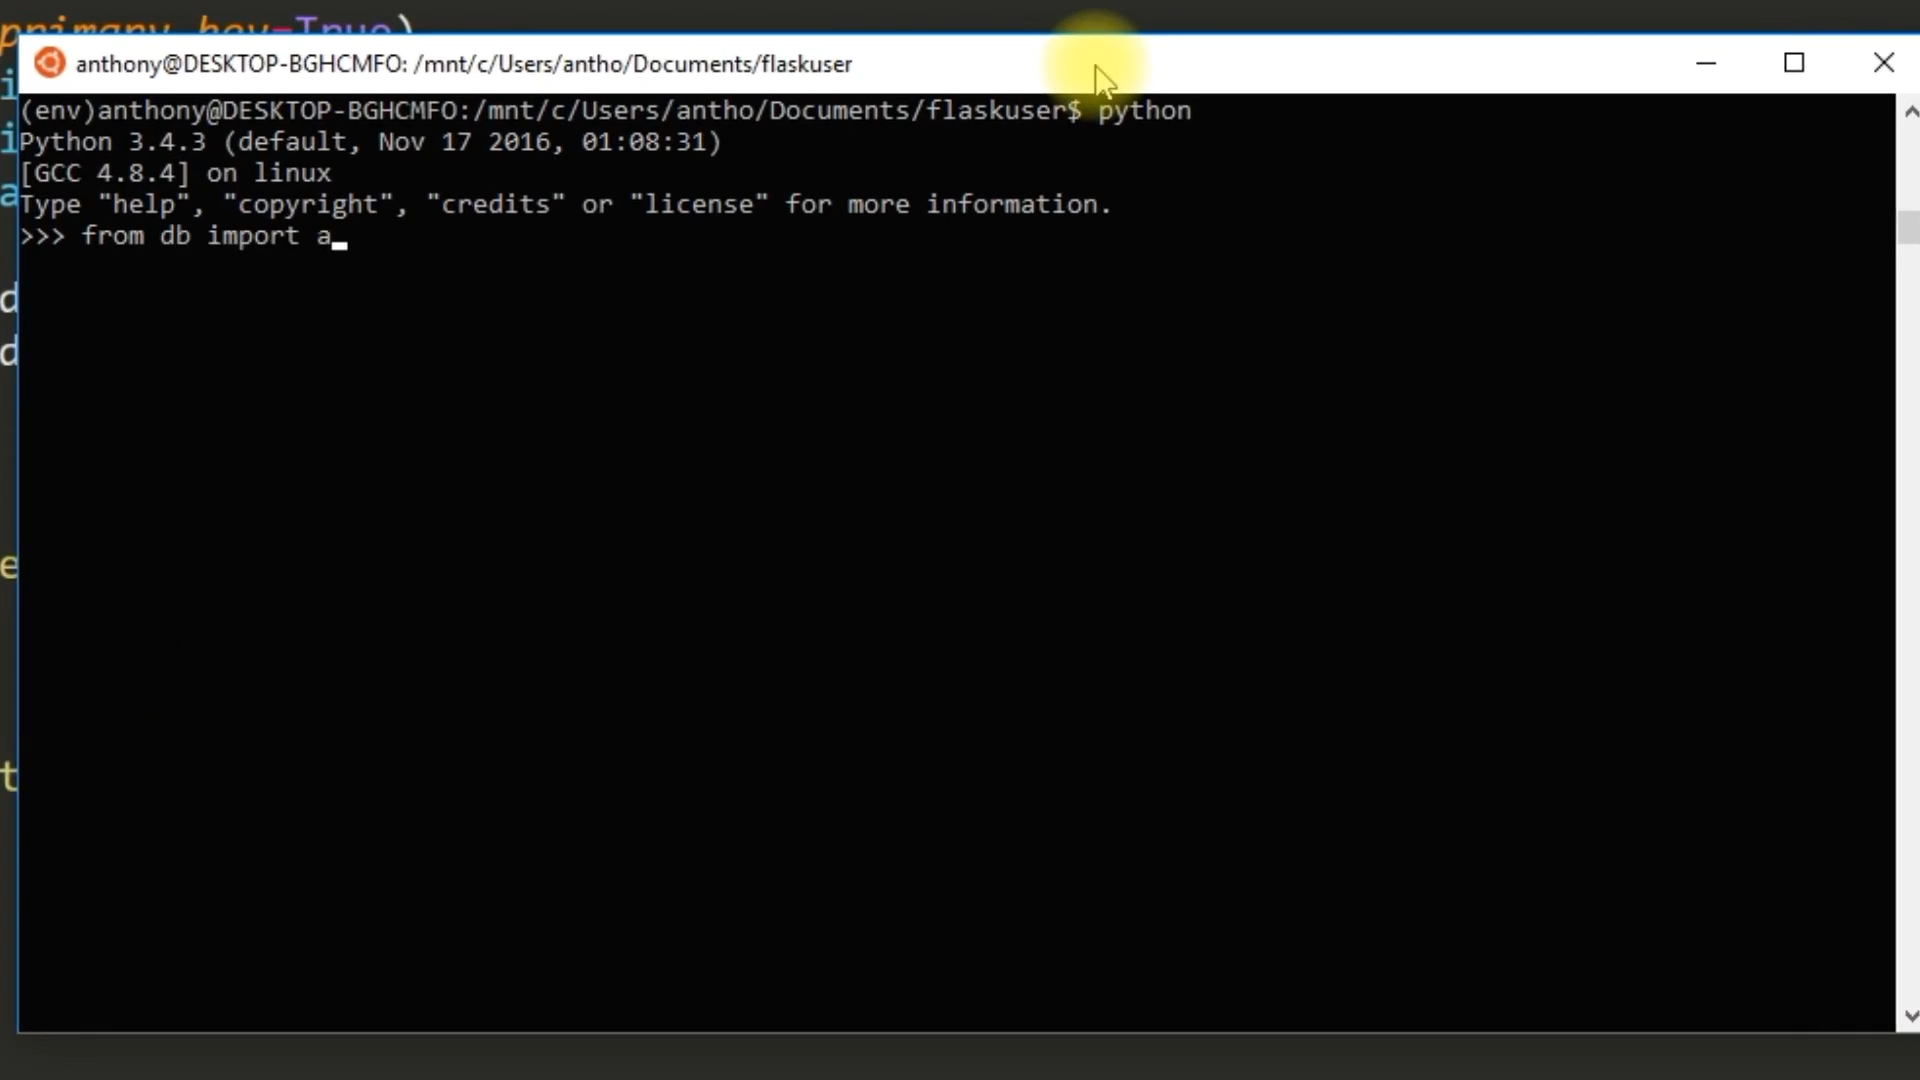 primary_key=True)
anthony@DESKTOP-BGHCMFO: /mnt/c/Users/antho/Documents/flaskuser
(env)anthony@DESKTOP-BGHCMFO:/mnt/c/Users/antho/Documents/flaskuser$ python
Python 3.4.3 (default, Nov 17 2016, 01:08:31)
[GCC 4.8.4] on linux
Type "help", "copyright", "credits" or "license" for more information.
>>> from db import a